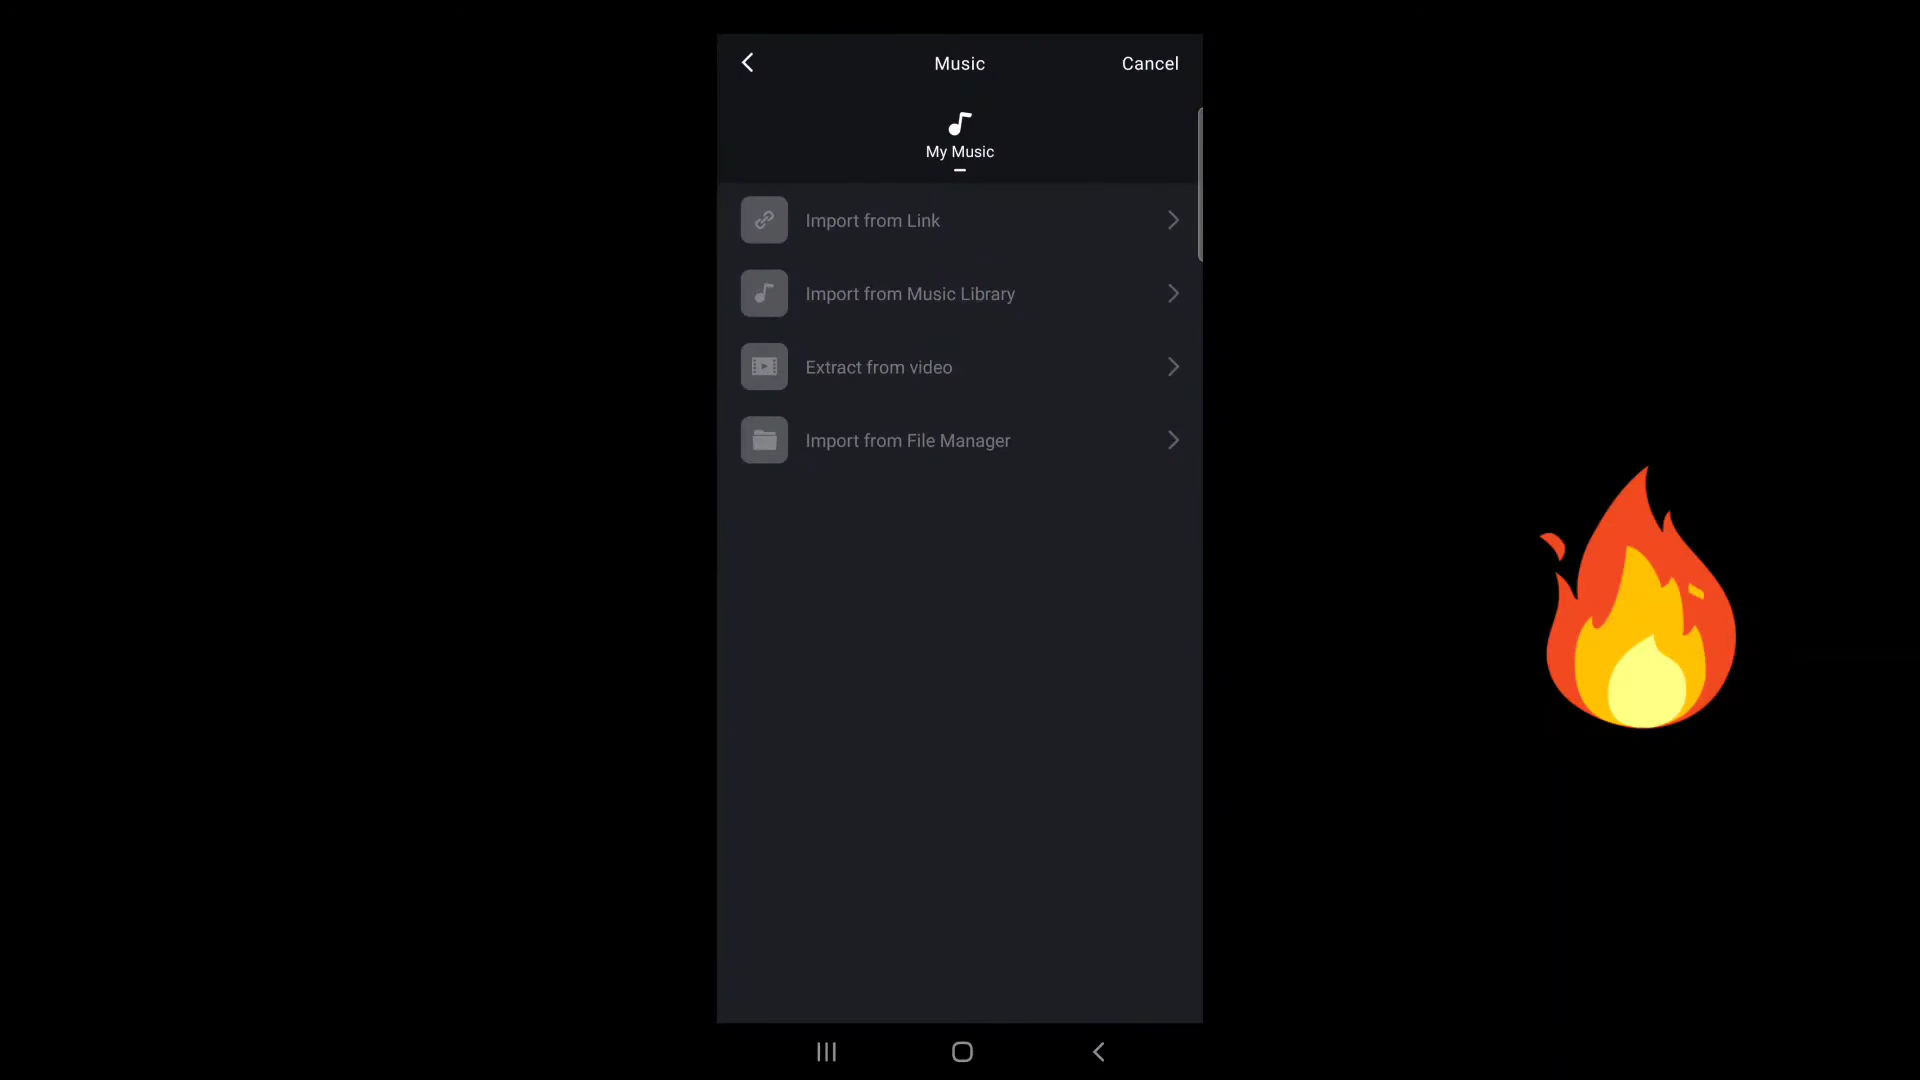 Music
Cancel
My Music
Import from Link
Import from Music Library
Extract from video
Import from File Manager